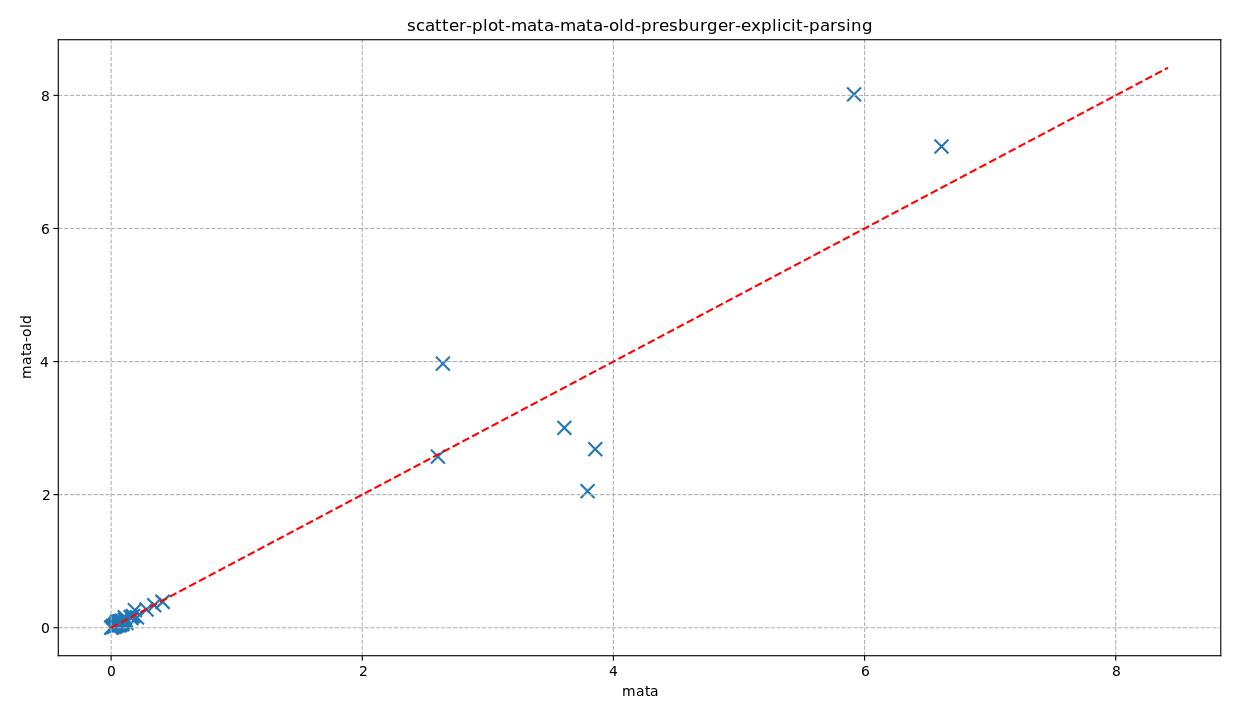 scatter-plot-mata-mata-old-presburger-explicit-parsing
8
6
4
2
0
mata-old
0 2 4 6 8
mata